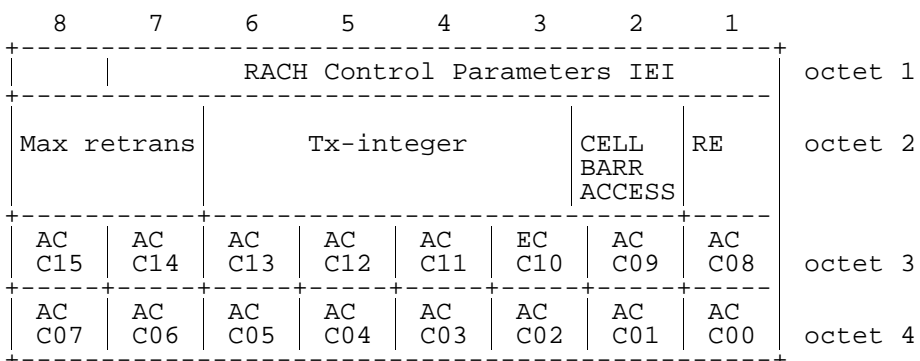 8 7 6 5 4 3 2 1
RACH Control Parameters IEI octet 1
Max retrans Tx-integer CELL RE octet 2
BARR
ACCESS
AC AC AC AC AC EC AC AC
C15 C14 C13 C12 C11 C10 C09 C08 octet 3
AC AC AC AC AC AC AC AC
C07 C06 C05 C04 C03 C02 C01 C00 octet 4